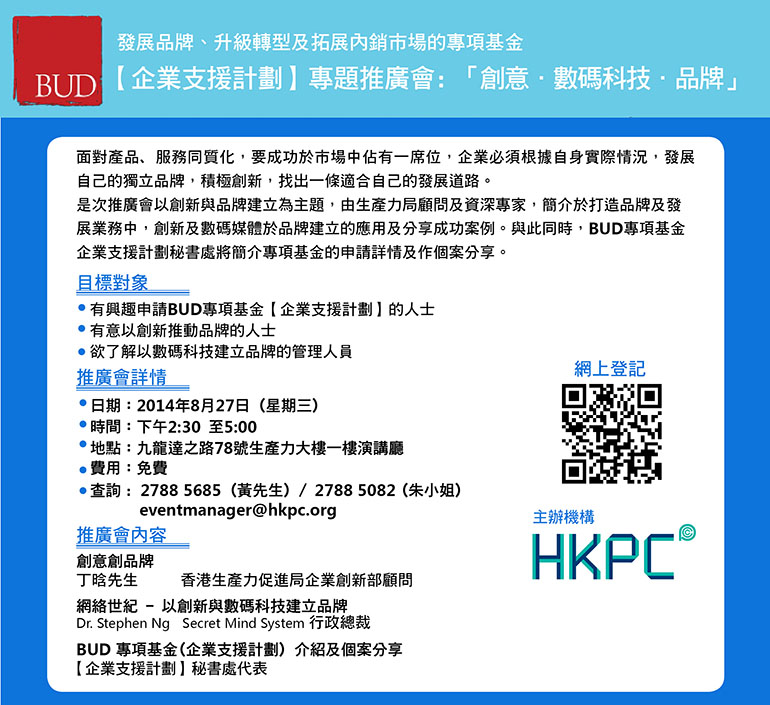 BUD
發展品牌、升級轉型及拓展內銷市場的專項基金
【企業支援計劃】專題推廣會：「創意・數碼科技・品牌」
面對產品、服務同質化，要成功於市場中佔有一席位，企業必須根據自身實際情況，發展
自己的獨立品牌，積極創新，找出一條適合自己的發展道路。
是次推廣會以創新與品牌建立為主題，由生產力局顧問及資深專家，簡介於打造品牌及發
展業務中，創新及數碼媒體於品牌建立的應用及分享成功案例。與此同時，BUD專項基金
企業支援計劃秘書處將簡介專項基金的申請詳情及作個案分享。
目標對象
• 有興趣申請BUD專項基金【企業支援計劃】的人士
• 有意以創新推動品牌的人士
• 欲了解以數碼科技建立品牌的管理人員
推廣會詳情
• 日期：2014年8月27日（星期三）
• 時間：下午2:30 至5:00
• 地點：九龍達之路78號生產力大樓一樓演講廳
• 費用：免費
• 查詢： 2788 5685（黃先生）/ 2788 5082（朱小姐）
eventmanager@hkpc.org
推廣會內容
創意創品牌
丁晗先生 香港生產力促進局企業創新部顧問
網絡世紀 – 以創新與數碼科技建立品牌
Dr. Stephen Ng Secret Mind System 行政總裁
BUD 專項基金(企業支援計劃）介紹及個案分享
【企業支援計劃】秘書處代表
網上登記
主辦機構
HKPC